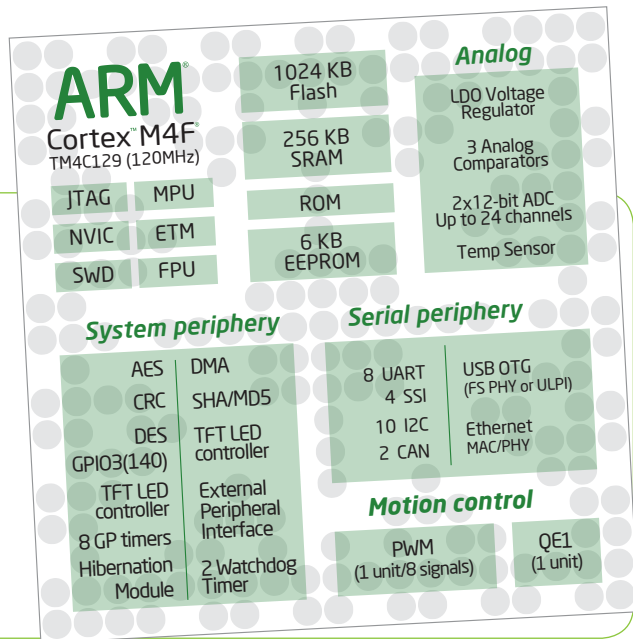 ARM®
Cortex™M4F®
TM4C129 (120MHz)
JTAG
MPU
NVIC
ETM
SWD
FPU
1024 KB
Flash
256 KB
SRAM
ROM
6 KB
EEPROM
Analog
LDO Voltage
Regulator
3 Analog
Comparators
2x12-bit ADC
Up to 24 channels
Temp Sensor
System periphery
AES
CRC
DES
GPIO3(140)
TFT LED
controller
8 GP timers
Hibernation
Module
DMA
SHA/MD5
TFT LED
controller
External
Peripheral
Interface
2 Watchdog
Timer
Serial periphery
8 UART
4 SSI
10 I2C
2 CAN
USB OTG
(FS PHY or ULPI)
Ethernet
MAC/PHY
Motion control
PWM
(1 unit/8 signals)
QE1
(1 unit)